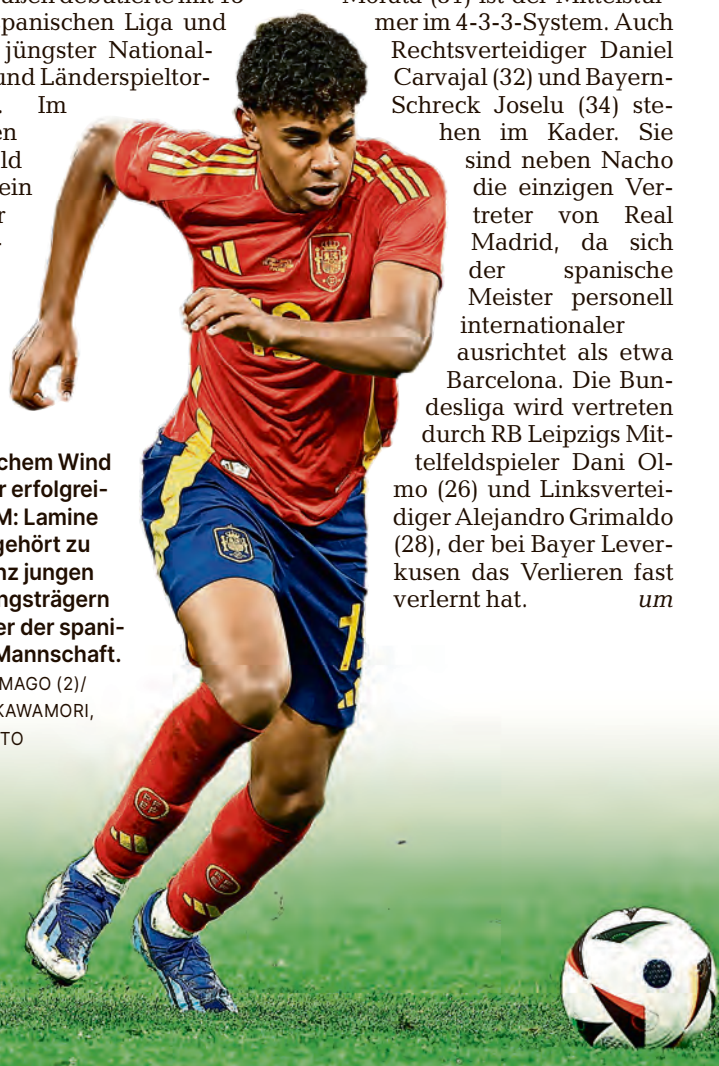 panischen Liga und
jüngster National-
und Länderspieltor-
Im
mer im 4-3-3-System. Auch
Rechtsverteidiger Daniel
Carvajal (32) und Bayern-
Schreck Joselu (34) ste-
hen im Kader. Sie
sind neben Nacho
die einzigen Ver-
treter von Real
Madrid, da sich
der spanische
Meister personell
internationaler
ausrichtet als etwa
Barcelona. Die Bun-
desliga wird vertreten
durch RB Leipzigs Mit-
telfeldspieler Dani Ol-
mo (26) und Linksvertei-
diger Alejandro Grimaldo
(28), der bei Bayer Lever-
kusen das Verlieren fast
verlernt hat. um
chem Wind
r erfolgrei-
M: Lamine
gehört zu
nz jungen
ngsträgern
er der spani-
Mannschaft.
MAGO (2)/
KAWAMORI,
TO